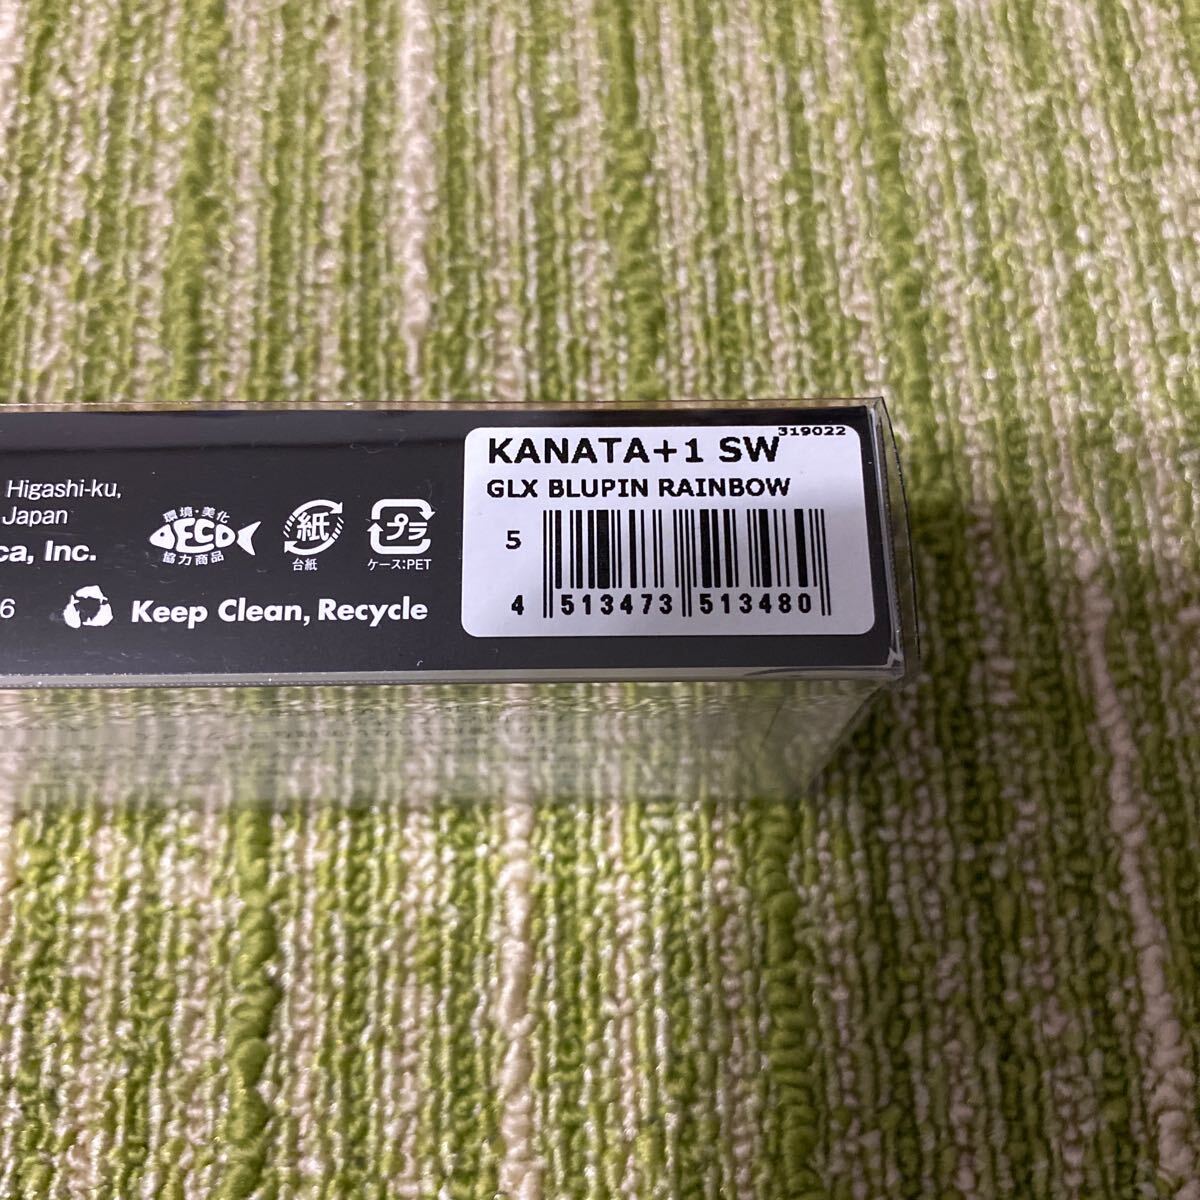 Higashi-ku,
Japan
ca, Inc.
6
環境・美化
ECO
協力商品
紙
台紙
プラ
ケース:PET
Keep Clean, Recycle
319022
KANATA+1 SW
GLX BLUPIN RAINBOW
5
4 513473 513480